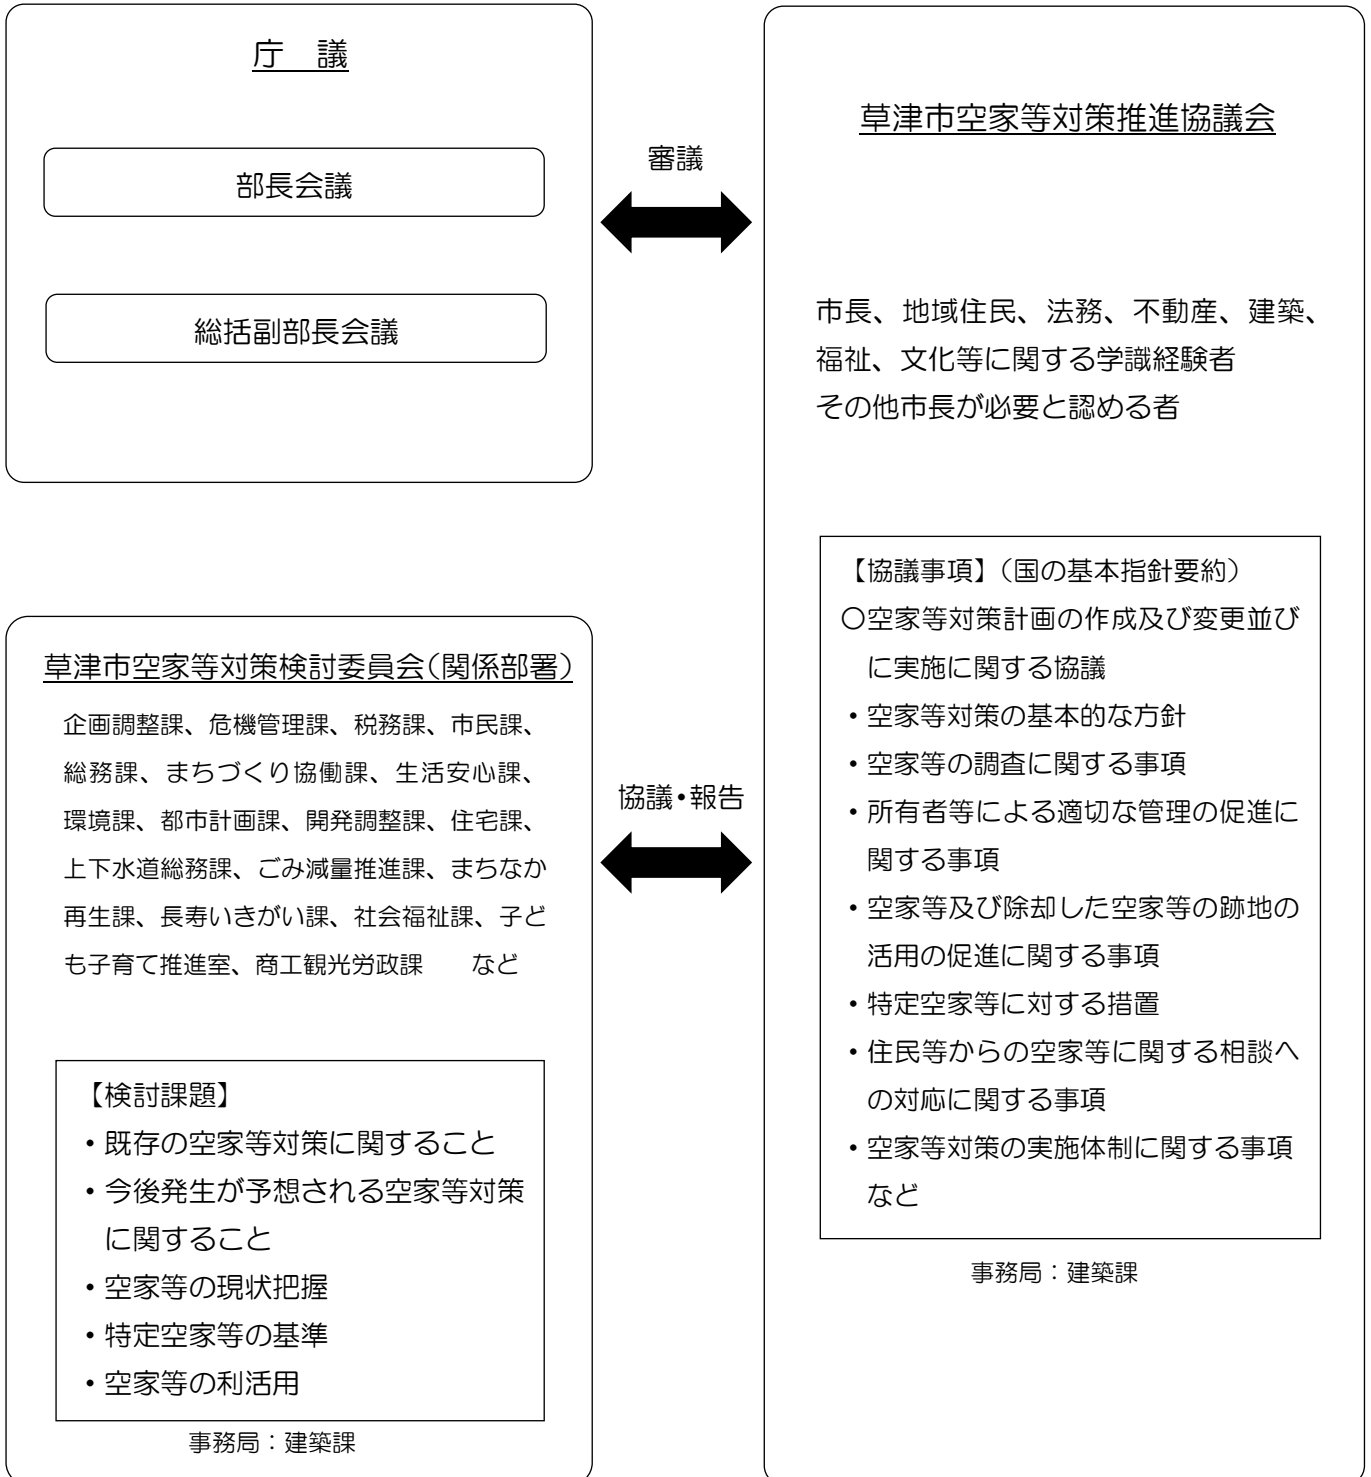 庁　議
部長会議
総括副部長会議
審議
草津市空家等対策推進協議会
市長、地域住民、法務、不動産、建築、
福祉、文化等に関する学識経験者
その他市長が必要と認める者
【協議事項】（国の基本指針要約）
〇空家等対策計画の作成及び変更並び
に実施に関する協議
・空家等対策の基本的な方針
・空家等の調査に関する事項
・所有者等による適切な管理の促進に
関する事項
・空家等及び除却した空家等の跡地の
活用の促進に関する事項
・特定空家等に対する措置
・住民等からの空家等に関する相談へ
の対応に関する事項
・空家等対策の実施体制に関する事項
など
事務局：建築課
草津市空家等対策検討委員会（関係部署）
企画調整課、危機管理課、税務課、市民課、
総務課、まちづくり協働課、生活安心課、
環境課、都市計画課、開発調整課、住宅課、
上下水道総務課、ごみ減量推進課、まちなか
再生課、長寿いきがい課、社会福祉課、子ど
も子育て推進室、商工観光労政課　　など
協議・報告
【検討課題】
・既存の空家等対策に関すること
・今後発生が予想される空家等対策
に関すること
・空家等の現状把握
・特定空家等の基準
・空家等の利活用
事務局：建築課